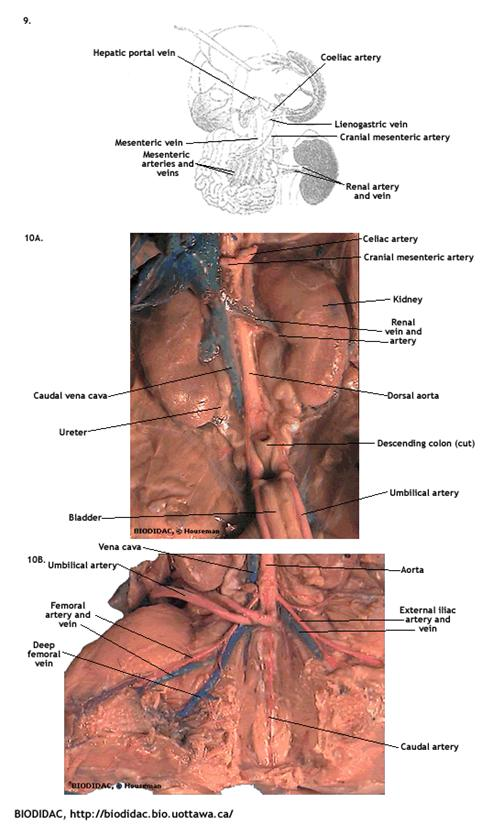 9.
Hepatic portal vein
Coeliac artery
Lienogastric vein
Cranial mesenteric artery
Mesenteric vein
Mesenteric
arteries and
veins
Renal artery
and vein
10A.
Celiac artery
Cranial mesenteric artery
Kidney
Renal
vein and
artery
Caudal vena cava
Dorsal aorta
Ureter
Descending colon (cut)
Umbilical artery
Bladder
BIODIDAC, © Houseman
10B.
Vena cava
Umbilical artery
Aorta
Femoral
artery and
vein
External iliac
artery and
vein
Deep
femoral
vein
Caudal artery
BIODIDAC, © Houseman
BIODIDAC, http://biodidac.bio.uottawa.ca/